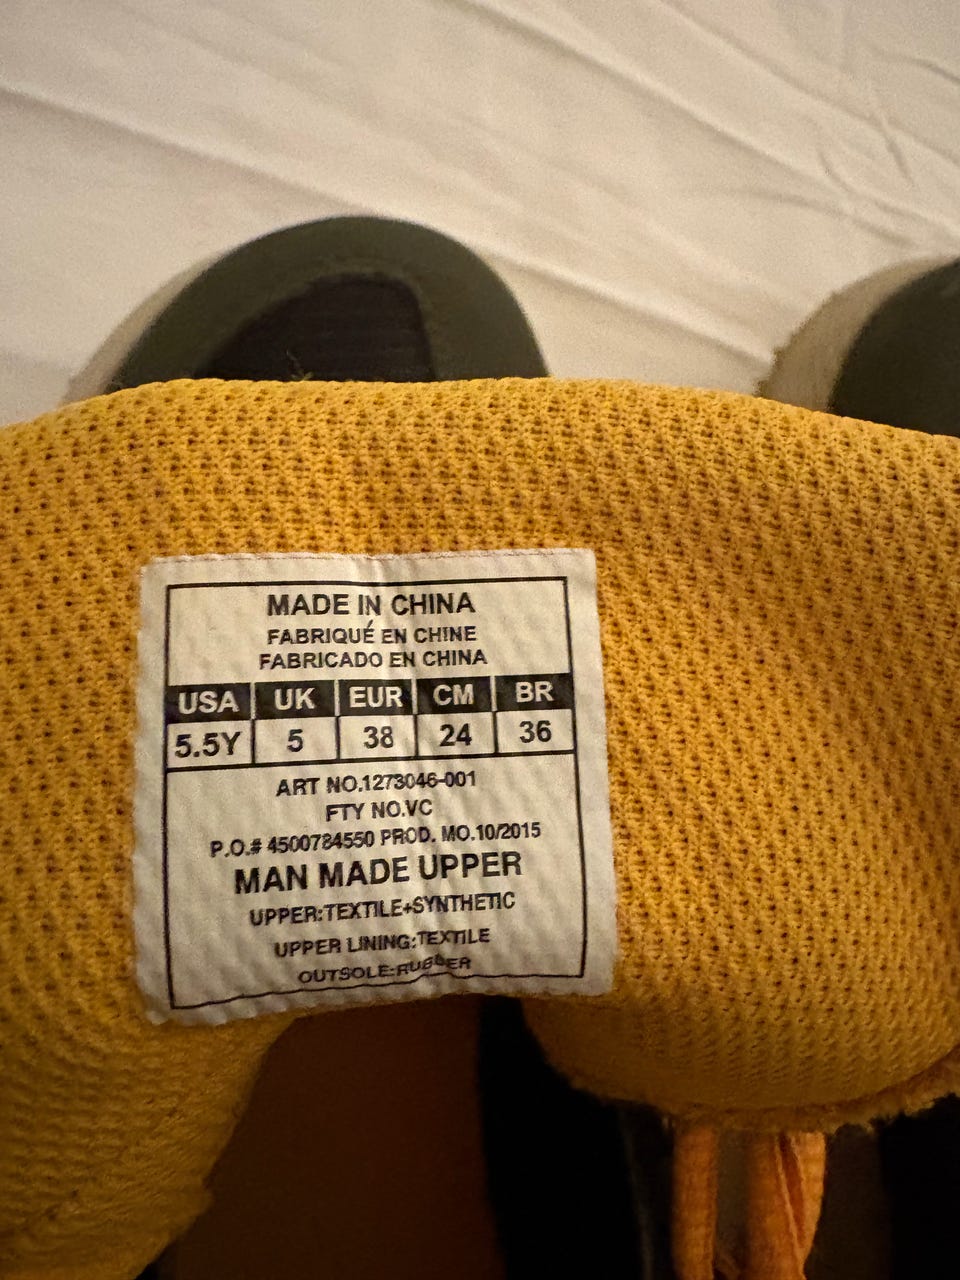 MADE IN CHINA
FABRIQUÉ EN CHINE
FABRICADO EN CHINA
USA UK EUR CM BR
5.5Y 5 38 24 36
ART NO.1273046-001
FTY NO.VC
P.O.# 4500784550 PROD. MO.10/2015
MAN MADE UPPER
UPPER:TEXTILE+SYNTHETIC
UPPER LINING:TEXTILE
OUTSOLE:RUBBER